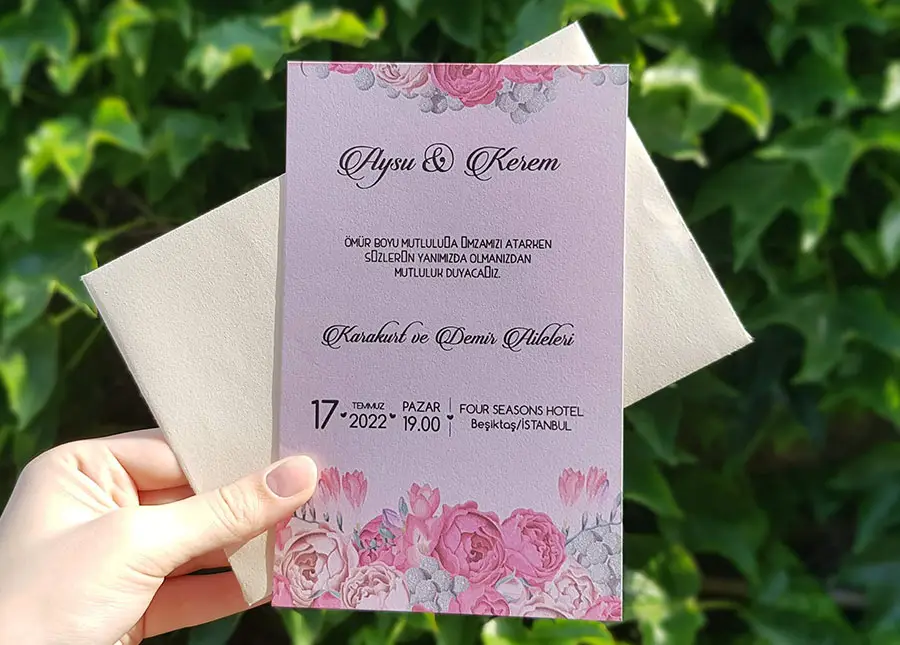 Aysu & Kerem
ÖMÜR BOYU MUTLULU▯A ▯MZAMIZI ATARKEN
S▯ZLER▯N YANIMIZDA OLMANIZDAN
MUTLULUK DUYACA▯IZ.
Karakurt ve Demir Aileleri
17 TEMMUZ 2022 PAZAR 19.00
FOUR SEASONS HOTEL
Beşiktaş/İSTANBUL